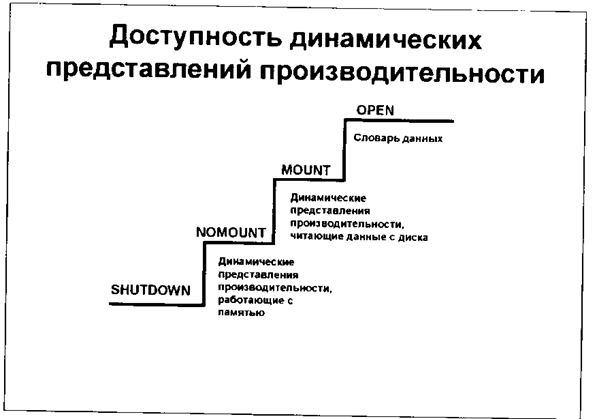 Доступность динамических
представлений производительности
OPEN
Словарь данных
MOUNT
Динамические
представления
производительности,
читающие данные с диска
NOMOUNT
Динамические
представления
производительности,
работающие с
памятью
SHUTDOWN